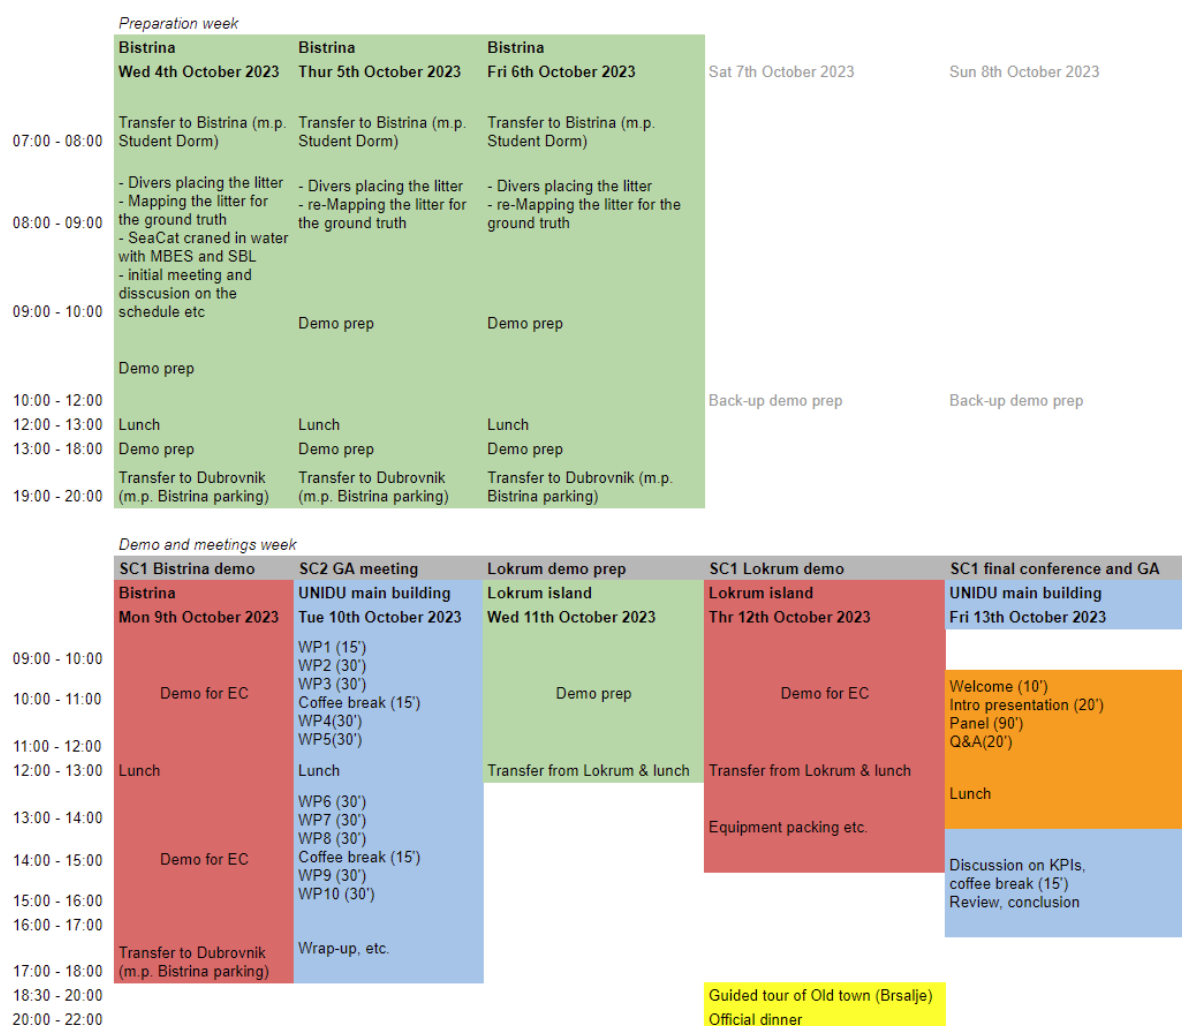 Preparation week
Bistrina Bistrina Bistrina
Wed 4th October 2023 Thur 5th October 2023 Fri 6th October 2023 Sat 7th October 2023 Sun 8th October 2023
07:00 - 08:00
Transfer to Bistrina (m.p.
Student Dorm)
Transfer to Bistrina (m.p.
Student Dorm)
Transfer to Bistrina (m.p.
Student Dorm)
08:00 - 09:00
09:00 - 10:00
- Divers placing the litter
- Mapping the litter for
the ground truth
- SeaCat craned in water
with MBES and SBL
- initial meeting and
disscusion on the
schedule etc
- Divers placing the litter
- re-Mapping the litter for
the ground truth
- Divers placing the litter
- re-Mapping the litter for the
ground truth
Demo prep
Demo prep
Demo prep
10:00 - 12:00 Back-up demo prep Back-up demo prep
12:00 - 13:00 Lunch Lunch Lunch
13:00 - 18:00 Demo prep Demo prep Demo prep
19:00 - 20:00
Transfer to Dubrovnik
(m.p. Bistrina parking)
Transfer to Dubrovnik
(m.p. Bistrina parking)
Transfer to Dubrovnik (m.p.
Bistrina parking)
Demo and meetings week
SC1 Bistrina demo SC2 GA meeting Lokrum demo prep SC1 Lokrum demo SC1 final conference and GA
Bistrina UNIDU main building Lokrum island Lokrum island UNIDU main building
Mon 9th October 2023 Tue 10th October 2023 Wed 11th October 2023 Thr 12th October 2023 Fri 13th October 2023
09:00 - 10:00
10:00 - 11:00
11:00 - 12:00
Demo for EC
WP1 (15')
WP2 (30')
WP3 (30')
Coffee break (15')
WP4(30')
WP5(30')
Demo prep
Demo for EC
Welcome (10')
Intro presentation (20')
Panel (90')
Q&A(20')
12:00 - 13:00 Lunch Lunch Transfer from Lokrum & lunch Transfer from Lokrum & lunch
Lunch
13:00 - 14:00
14:00 - 15:00
15:00 - 16:00
16:00 - 17:00
Demo for EC
WP6 (30')
WP7 (30')
WP8 (30')
Coffee break (15')
WP9 (30')
WP10 (30')
Equipment packing etc.
Discussion on KPIs,
coffee break (15')
Review, conclusion
17:00 - 18:00
Transfer to Dubrovnik
(m.p. Bistrina parking)
Wrap-up, etc.
18:30 - 20:00 Guided tour of Old town (Brsalje)
20:00 - 22:00 Official dinner